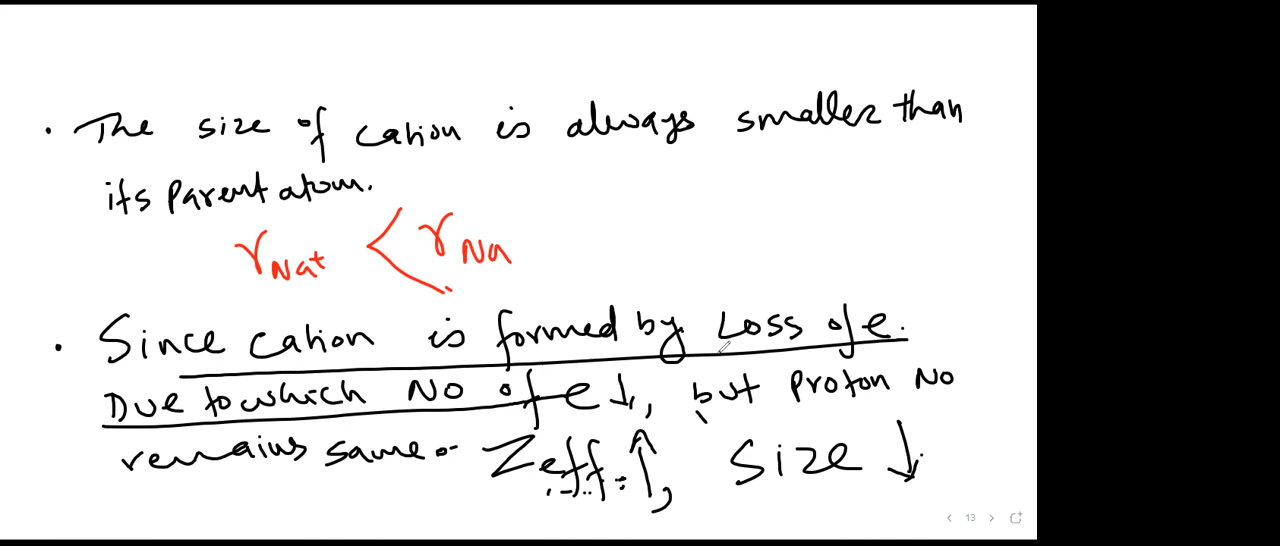 • The size of cation is always smaller than
its Parent atom.
rNa+ < rNa
• Since cation is formed by Loss of e.
Due to which No of e↓, but Proton No
remains same. Zeff.↑, Size ↓
< 13 >